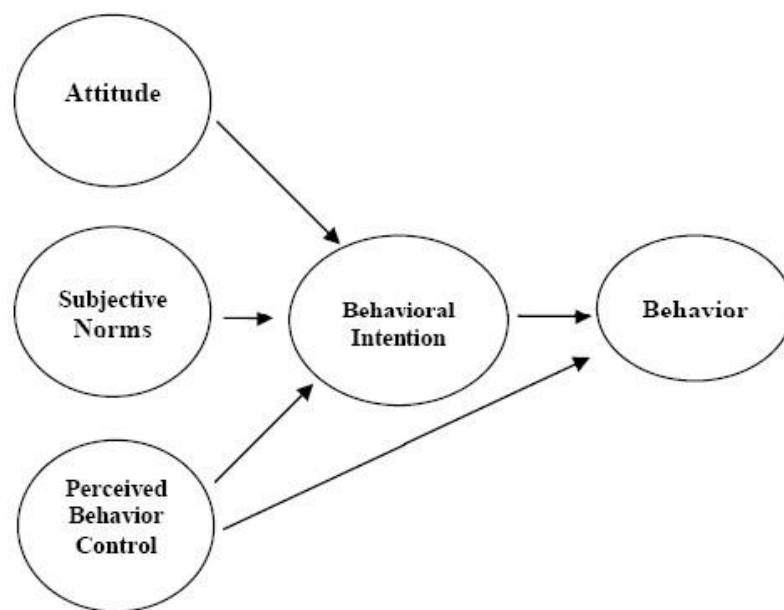 Attitude
Subjective
Norms
Behavioral
Intention
Behavior
Perceived
Behavior
Control